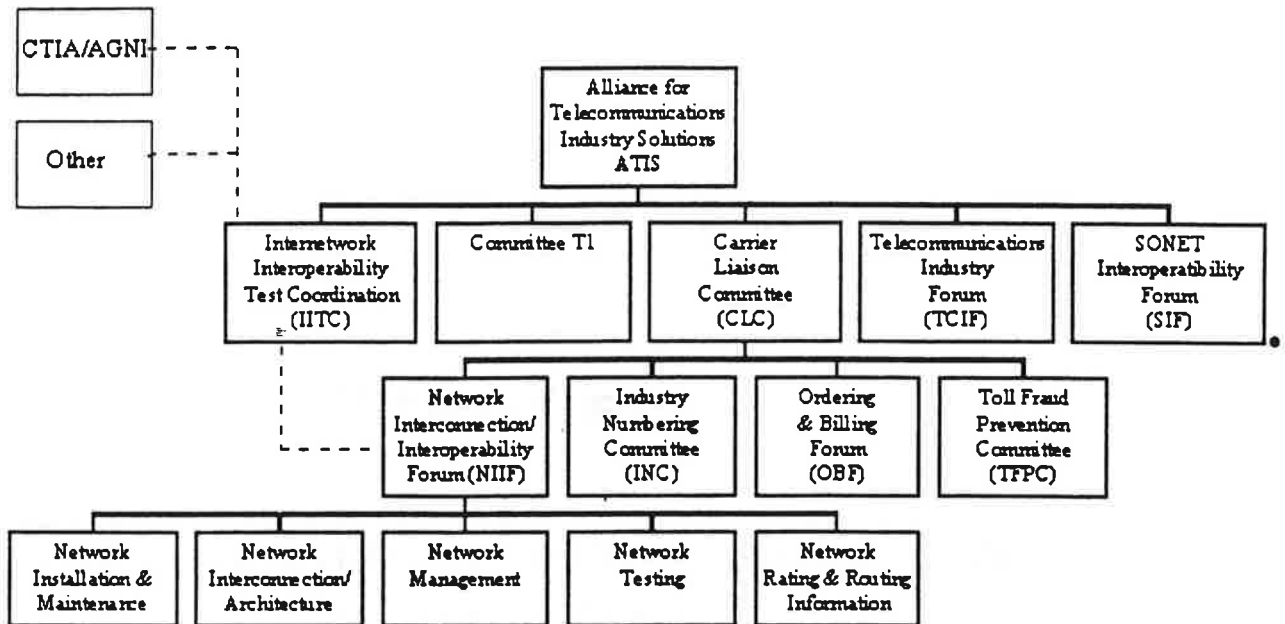 CTIA/AGNI
Other
Alliance for
Telecommunications
Industry Solutions
ATIS
Internetwork
Interoperability
Test Coordination
(IITC)
Committee T1
Carrier
Liaison
Committee
(CLC)
Telecommunications
Industry
Forum
(TCIF)
SONET
Interoperatibility
Forum
(SIF)
Network
Interconnection/
Interoperability
Forum (NIIF)
Industry
Numbering
Committee
(INC)
Ordering
& Billing
Forum
(OBF)
Toll Fraud
Prevention
Committee
(TFPC)
Network
Installation &
Maintenance
Network
Interconnection/
Architecture
Network
Management
Network
Testing
Network
Rating & Routing
Information